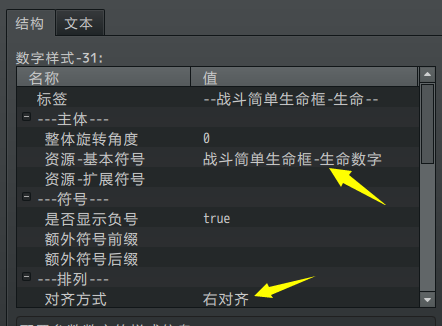 结构 文本
数字样式-31:
名称 值
标签 --战斗简单生命框-生命--
---主体---
整体旋转角度 0
资源-基本符号 战斗简单生命框-生命数字
资源-扩展符号
---符号---
是否显示负号 true
额外符号前缀
额外符号后缀
---排列---
对齐方式 右对齐